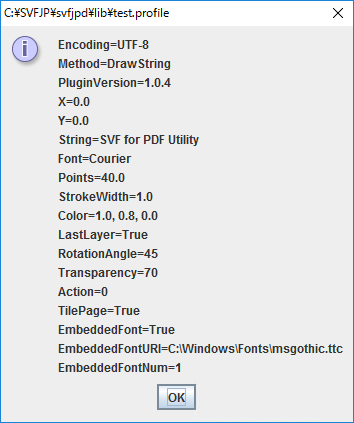 C:¥SVFJP¥svfjpd¥lib¥test.profile
Encoding=UTF-8
Method=DrawString
PluginVersion=1.0.4
X=0.0
Y=0.0
String=SVF for PDF Utility
Font=Courier
Points=40.0
StrokeWidth=1.0
Color=1.0, 0.8, 0.0
LastLayer=True
RotationAngle=45
Transparency=70
Action=0
TilePage=True
EmbeddedFont=True
EmbeddedFontURI=C:\Windows\Fonts\msgothic.ttc
EmbeddedFontNum=1
OK